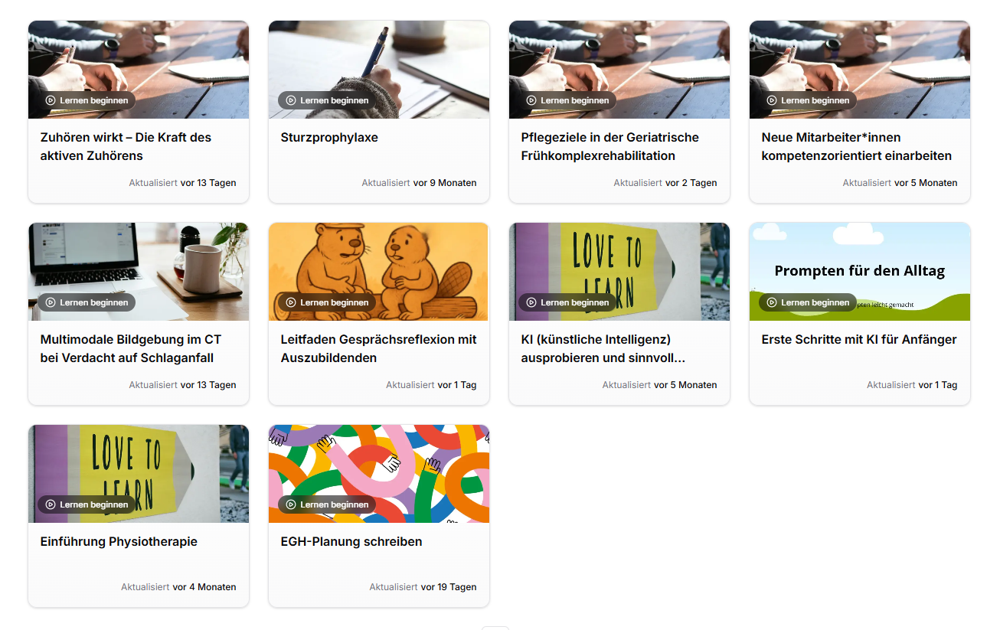 Lernen beginnen
Zuhören wirkt – Die Kraft des
aktiven Zuhörens
Aktualisiert vor 13 Tagen
Lernen beginnen
Sturzprophylaxe
Aktualisiert vor 9 Monaten
Lernen beginnen
Pflegeziele in der Geriatrische
Frühkomplexrehabilitation
Aktualisiert vor 2 Tagen
Lernen beginnen
Neue Mitarbeiter*innen
kompetenzorientiert einarbeiten
Aktualisiert vor 5 Monaten
Lernen beginnen
Multimodale Bildgebung im CT
bei Verdacht auf Schlaganfall
Aktualisiert vor 13 Tagen
Lernen beginnen
Leitfaden Gesprächsreflexion mit
Auszubildenden
Aktualisiert vor 1 Tag
LOVE TO
LEARN
Lernen beginnen
KI (künstliche Intelligenz)
ausprobieren und sinnvoll...
Aktualisiert vor 5 Monaten
Prompten für den Alltag
Lernen beginnen
pten leicht gemacht
Erste Schritte mit KI für Anfänger
Aktualisiert vor 1 Tag
LOVE TO
LEARN
Lernen beginnen
Einführung Physiotherapie
Aktualisiert vor 4 Monaten
Lernen beginnen
EGH-Planung schreiben
Aktualisiert vor 19 Tagen